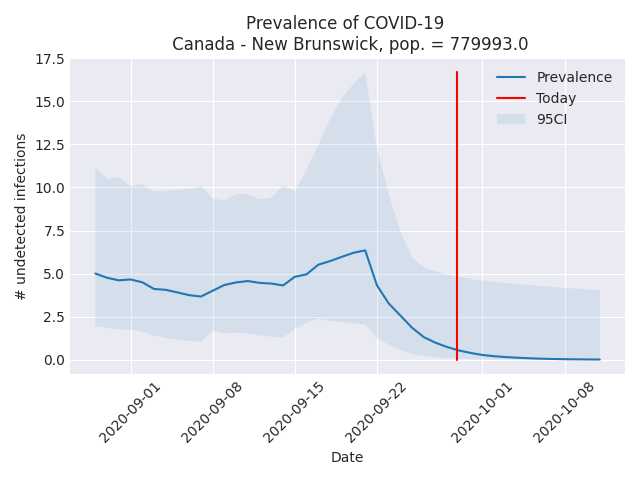 Prevalence of COVID-19
Canada - New Brunswick, pop. = 779993.0
17.5
15.0
12.5
10.0
7.5
5.0
2.5
0.0
# undetected infections
Prevalence
Today
95CI
2020-09-01
2020-09-08
2020-09-15
2020-09-22
2020-10-01
2020-10-08
Date